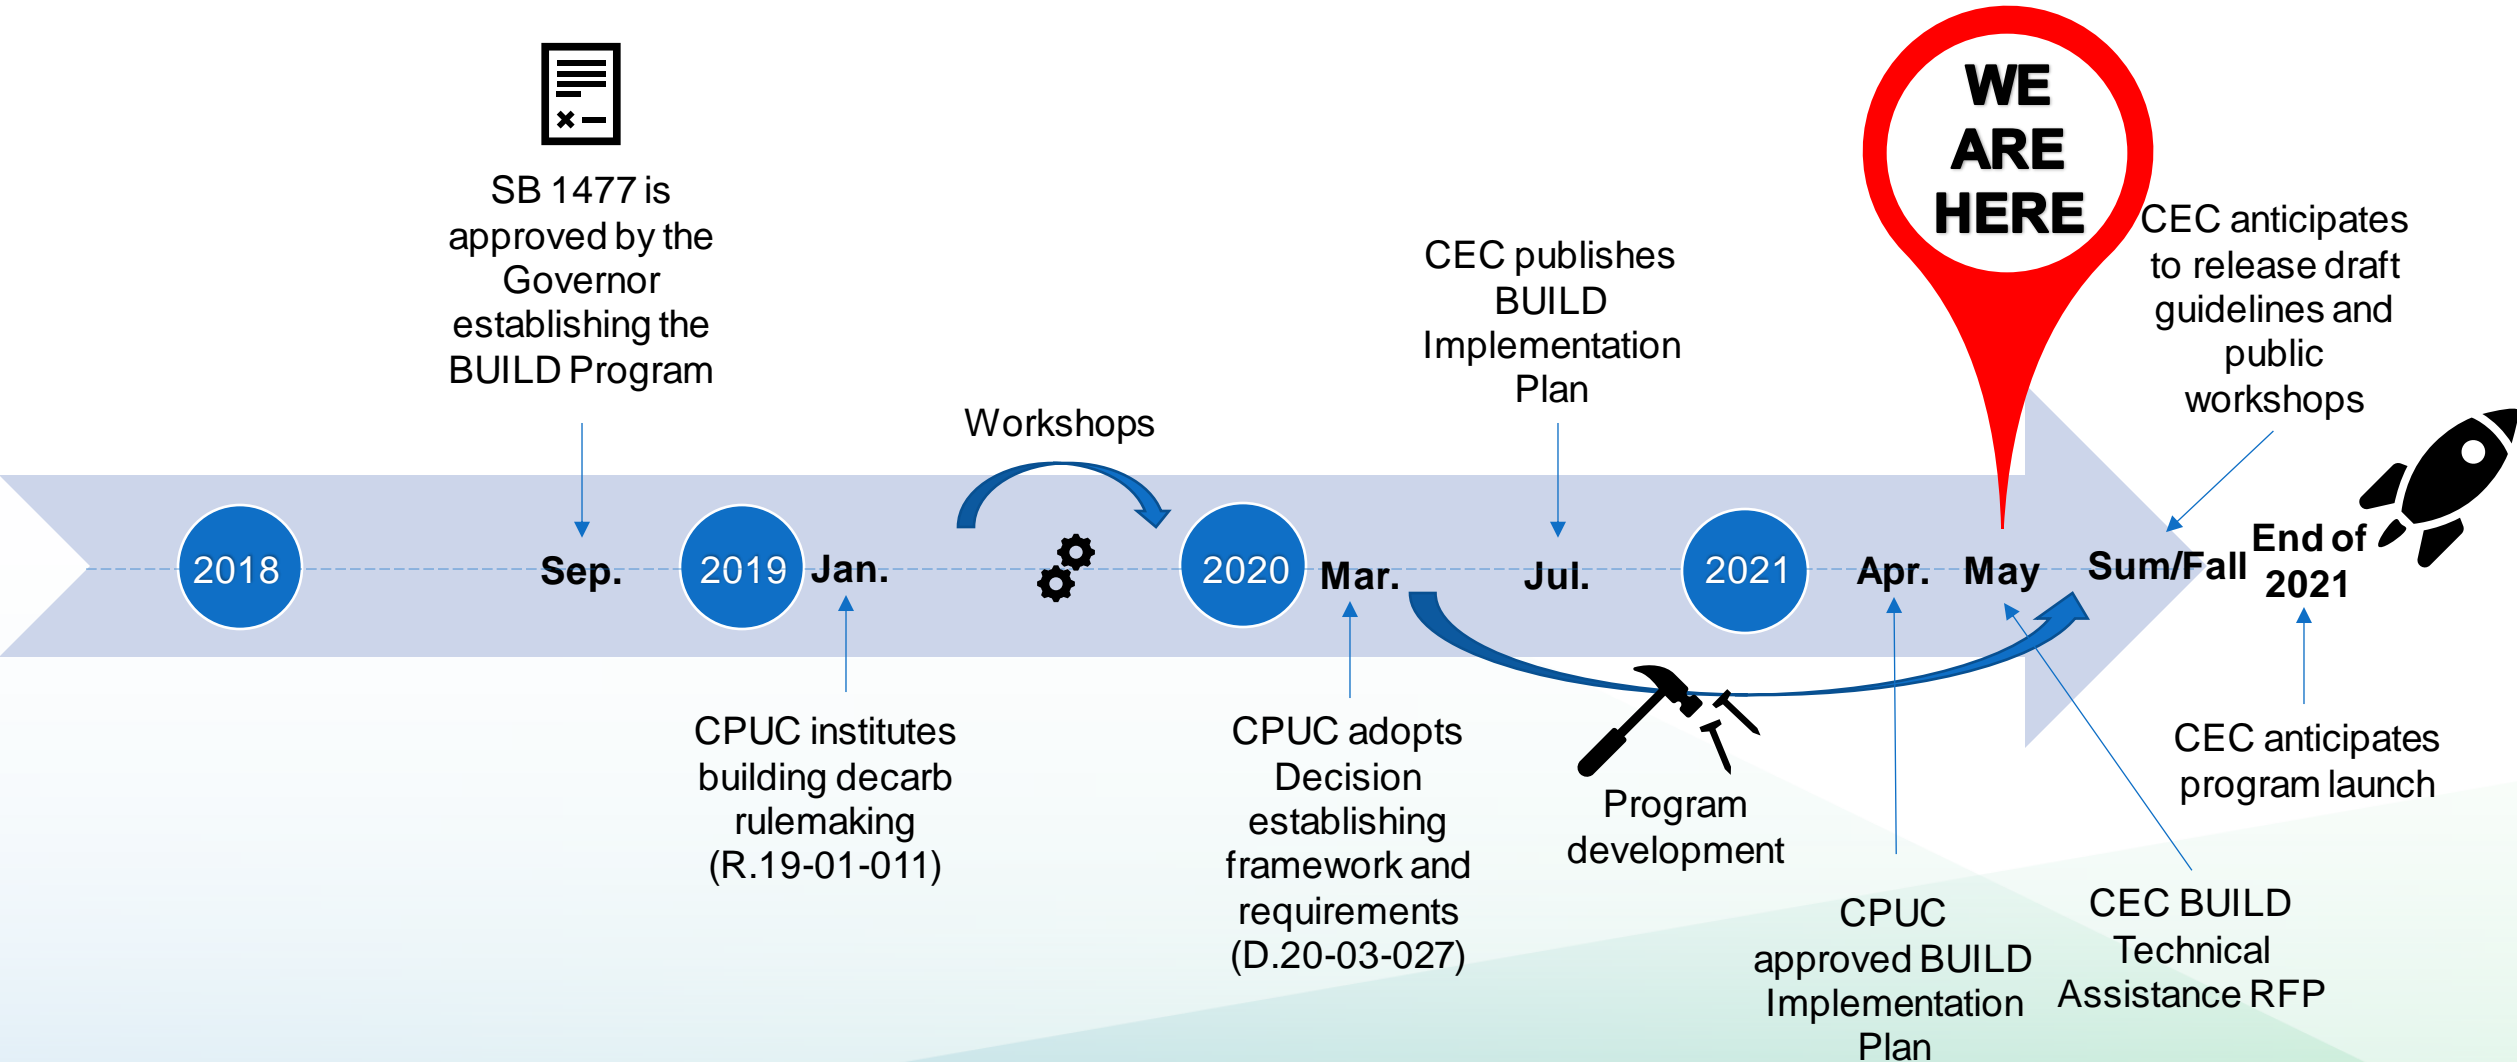 WE
ARE
HERE
SB 1477 is
approved by the
Governor
establishing the
BUILD Program
Workshops
CEC publishes
BUILD
Implementation
Plan
CEC anticipates
to release draft
guidelines and
public
workshops
2018
Sep.
2019
Jan.
2020
Mar.
Jul.
2021
Apr.
May
Sum/Fall
End of
2021
CPUC institutes
building decarb
rulemaking
(R.19-01-011)
CPUC adopts
Decision
establishing
framework and
requirements
(D.20-03-027)
Program
development
CPUC
approved BUILD
Implementation
Plan
CEC BUILD
Technical
Assistance RFP
CEC anticipates
program launch